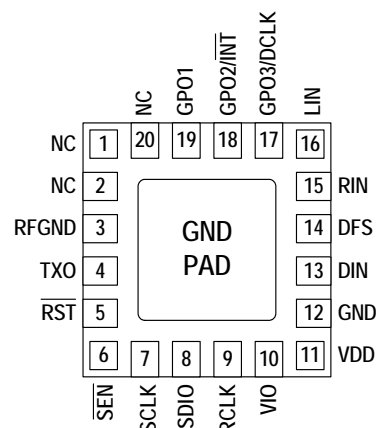 NC
GPO1
GPO2/INT
GPO3/DCLK
LIN
NC 1 20 19 18 17 16
NC 2 15 RIN
RFGND 3 GND 14 DFS
TXO 4 PAD 13 DIN
RST 5 12 GND
6 7 8 9 10 11 VDD
SEN
SCLK
SDIO
RCLK
VIO